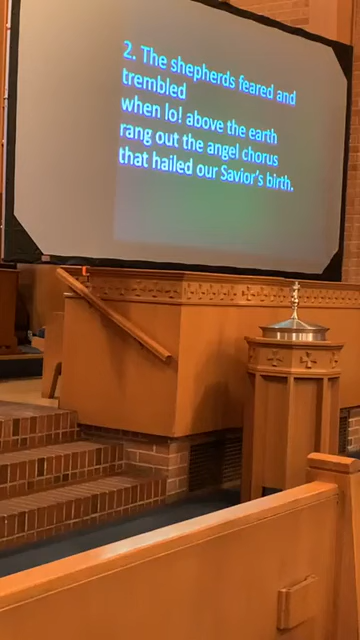 2. The shepherds feared and
trembled
when lo! above the earth
rang out the angel chorus
that hailed our Savior's birth.